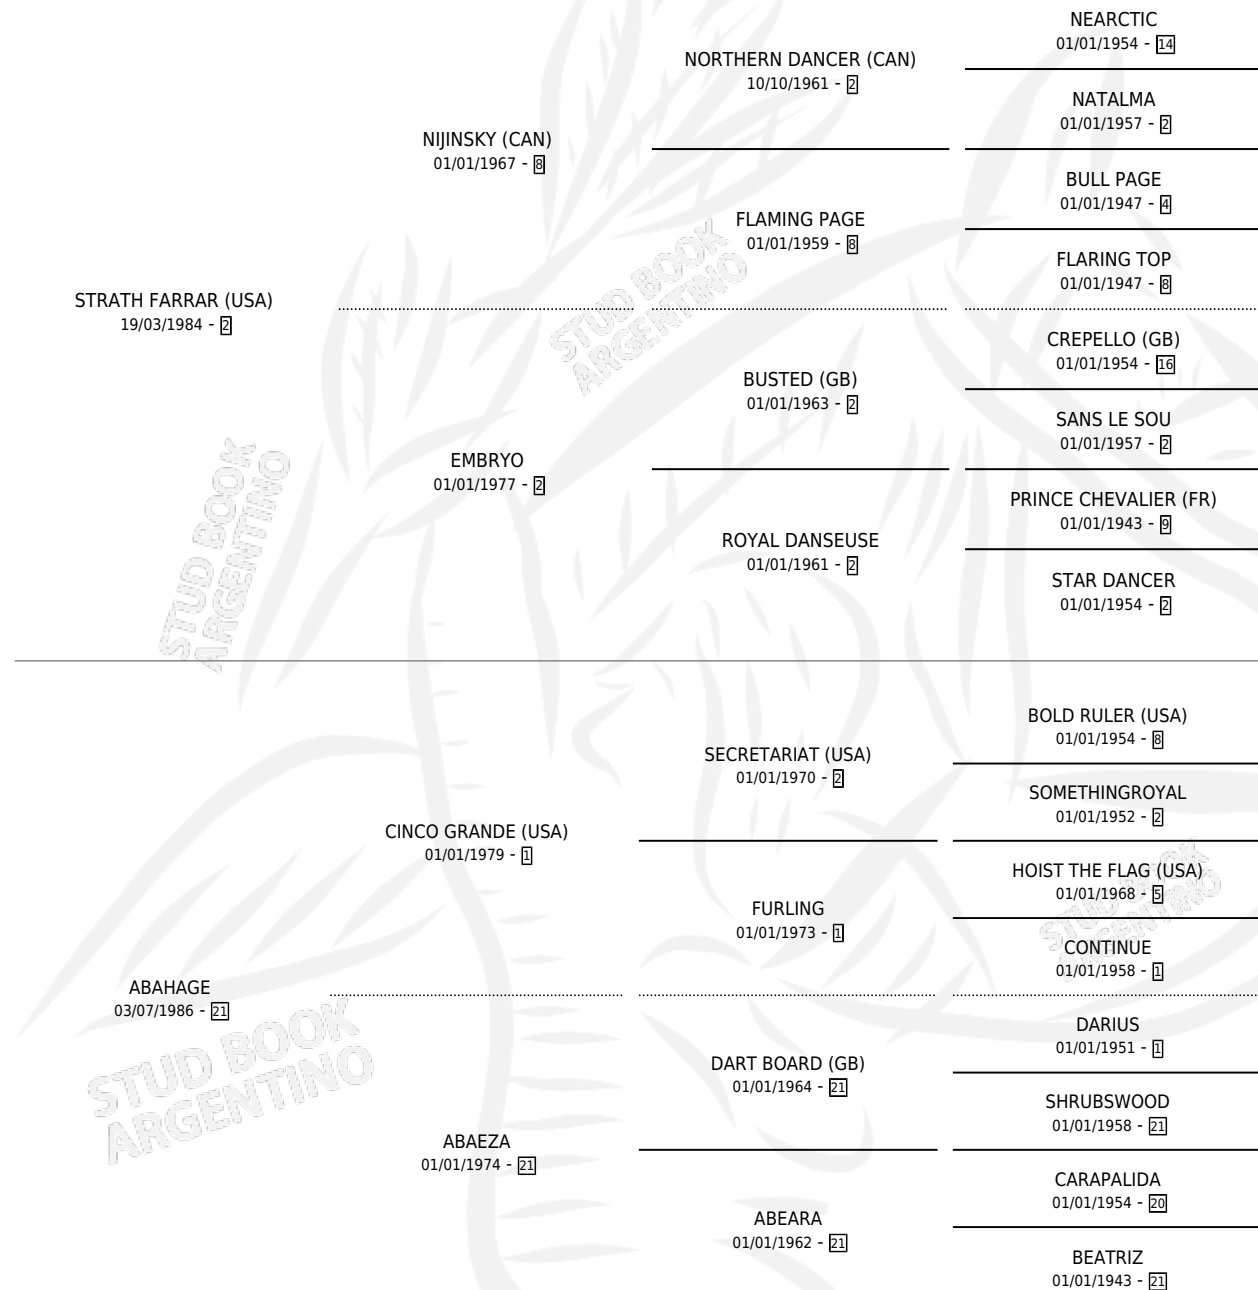 STRATH FARRAR (USA)
19/03/1984 - 2
NIJINSKY (CAN)
01/01/1967 - 8
NORTHERN DANCER (CAN)
10/10/1961 - 2
NEARCTIC
01/01/1954 - 14
NATALMA
01/01/1957 - 2
FLAMING PAGE
01/01/1959 - 8
BULL PAGE
01/01/1947 - 4
FLARING TOP
01/01/1947 - 8
EMBRYO
01/01/1977 - 2
BUSTED (GB)
01/01/1963 - 2
CREPELLO (GB)
01/01/1954 - 16
SANS LE SOU
01/01/1957 - 2
ROYAL DANSEUSE
01/01/1961 - 2
PRINCE CHEVALIER (FR)
01/01/1943 - 9
STAR DANCER
01/01/1954 - 2
ABAHAGE
03/07/1986 - 21
CINCO GRANDE (USA)
01/01/1979 - 1
SECRETARIAT (USA)
01/01/1970 - 2
BOLD RULER (USA)
01/01/1954 - 8
SOMETHINGROYAL
01/01/1952 - 2
FURLING
01/01/1973 - 1
HOIST THE FLAG (USA)
01/01/1968 - 5
CONTINUE
01/01/1958 - 1
ABAEZA
01/01/1974 - 21
DART BOARD (GB)
01/01/1964 - 21
DARIUS
01/01/1951 - 1
SHRUBSWOOD
01/01/1958 - 21
ABEARA
01/01/1962 - 21
CARAPALIDA
01/01/1954 - 20
BEATRIZ
01/01/1943 - 21
STUD BOOK
ARGENTINO
STUD BOOK
ARGENTINO
STUD BOOK
ARGENTINO
STUD BOOK
ARGENTINO